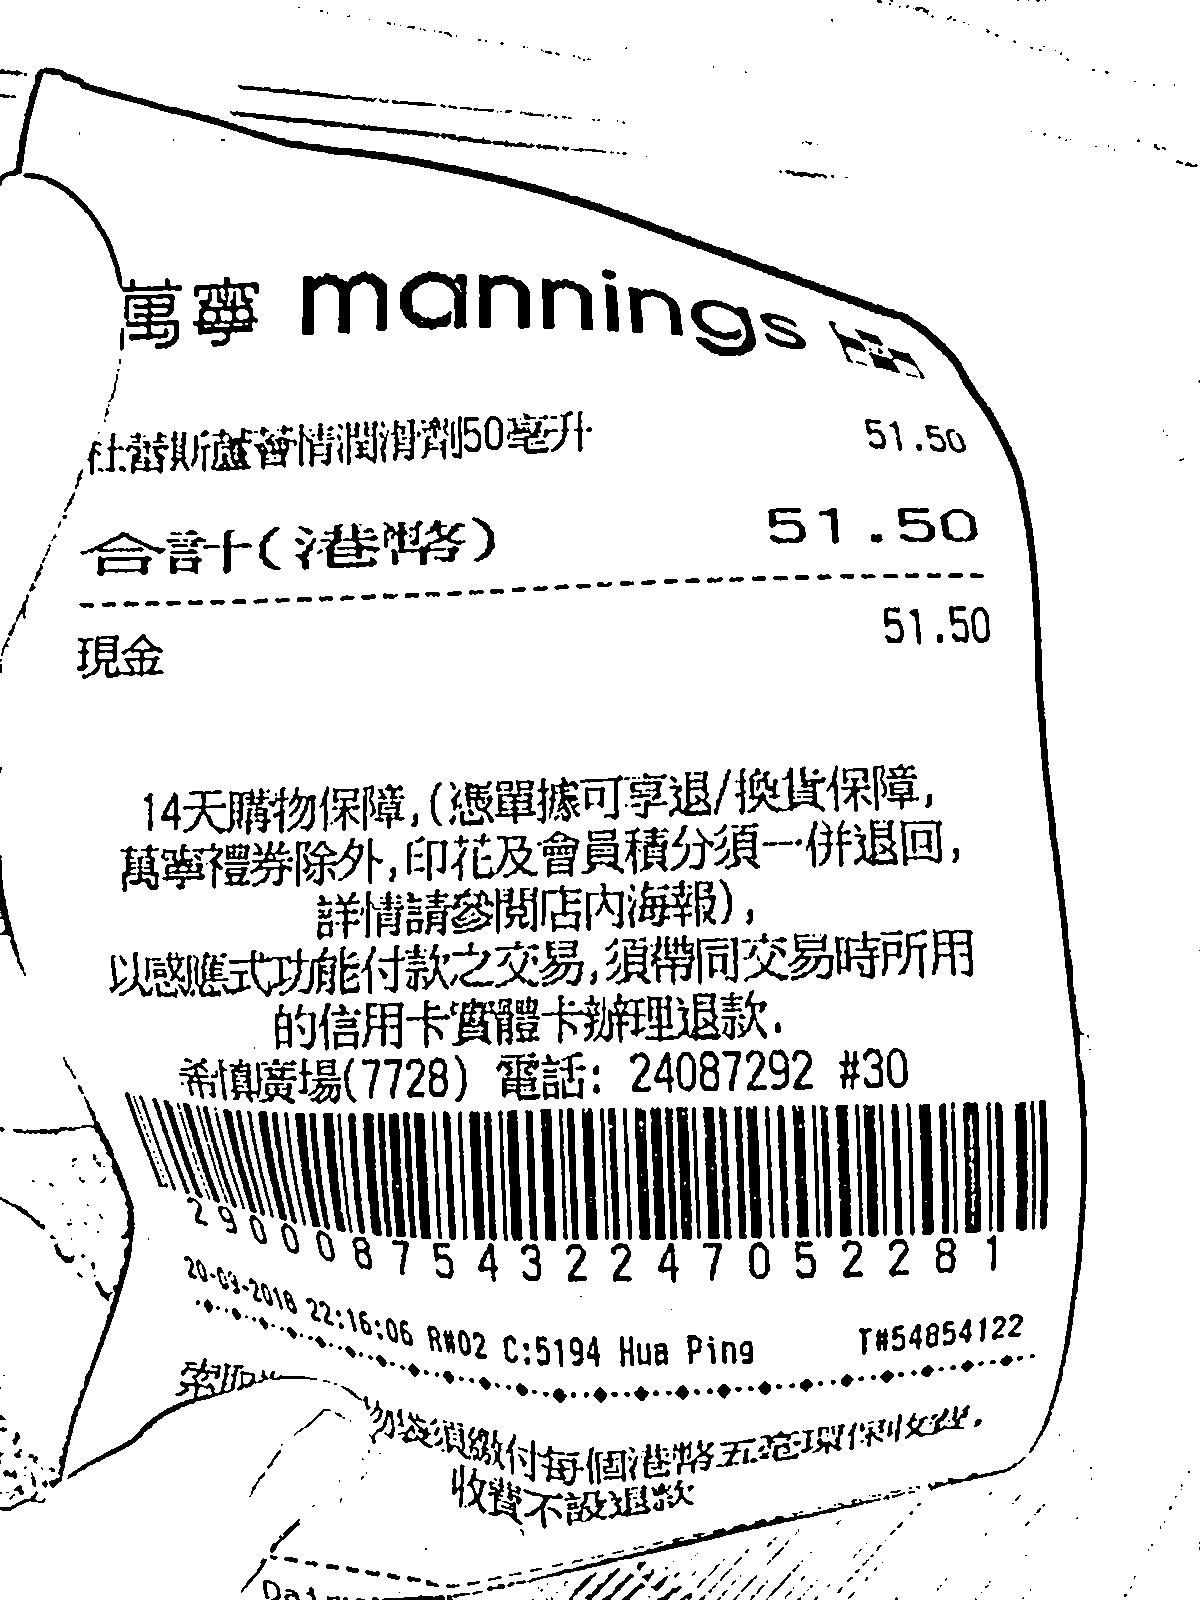 萬寧 mannings
杜蕾斯蘆薈情潤滑劑50毫升 51.50
合計(港幣) 51.50
現金 51.50
14天購物保障,(憑單據可享退/換貨保障,
萬寧禮券除外,印花及會員積分須一併退回,
詳情請參閱店內海報),
以感應式功能付款之交易,須帶同交易時所用
的信用卡實體卡辦理退款.
希慎廣場(7728) 電話: 24087292 #30
29000875432247052281
20-09-2018 22:16:06 R#02 C:5194 Hua Ping T#54854122
物袋須繳付每個港幣五毫環保收費.
收費不設退款